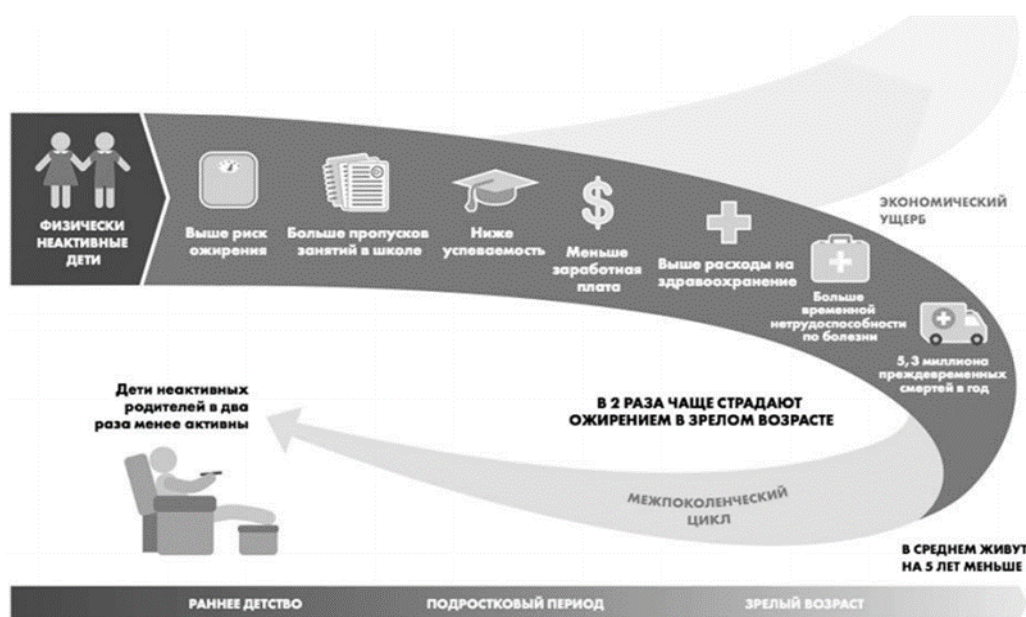 ФИЗИЧЕСКИ
НЕАКТИВНЫЕ
ДЕТИ
Выше риск
ожирения
Больше пропусков
занятий в школе
Ниже
успеваемость
$
Меньше
заработная
плата
Выше расходы на
здравоохранение
Больше
временной
нетрудоспособности
по болезни
5,3 миллиона
преждевременных
смертей в год
ЭКОНОМИЧЕСКИЙ
УЩЕРБ
Дети неактивных
родителей в два
раза менее активны
В 2 РАЗА ЧАЩЕ СТРАДАЮТ
ОЖИРЕНИЕМ В ЗРЕЛОМ ВОЗРАСТЕ
МЕЖПОКОЛЕНЧЕСКИЙ
ЦИКЛ
В СРЕДНЕМ ЖИВУТ
НА 5 ЛЕТ МЕНЬШЕ
РАННЕЕ ДЕТСТВО
ПОДРОСТКОВЫЙ ПЕРИОД
ЗРЕЛЫЙ ВОЗРАСТ